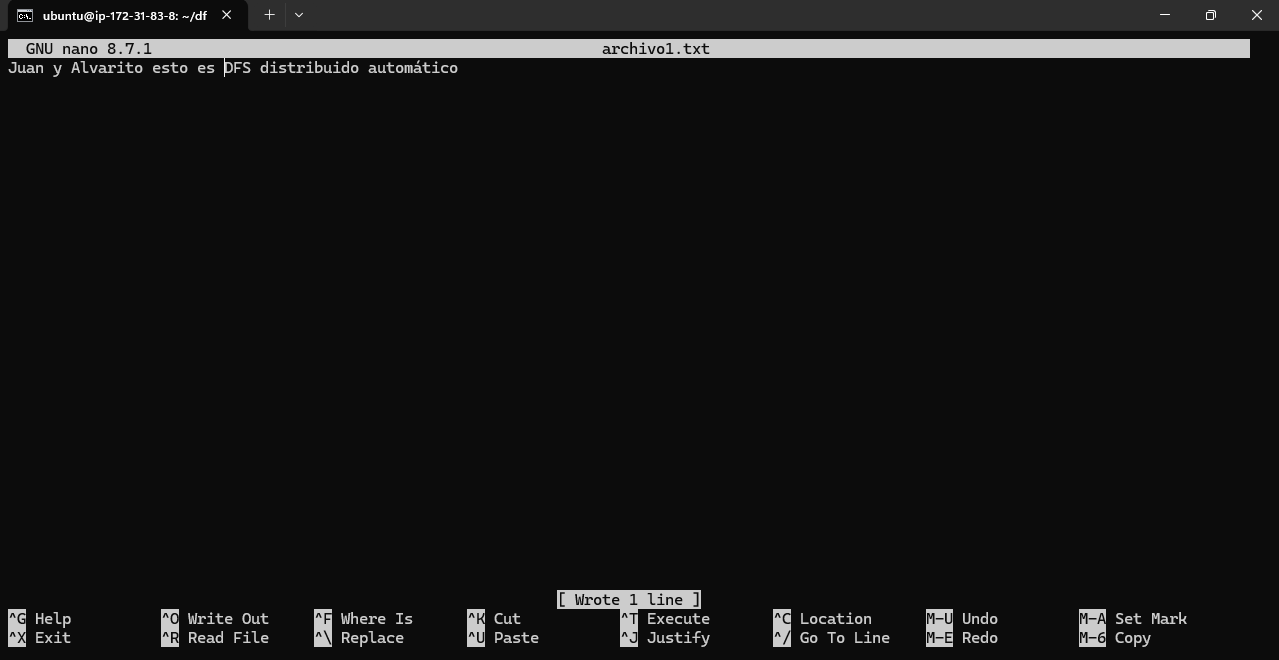 ubuntu@ip-172-31-83-8: ~/df
GNU nano 8.7.1 archivo1.txt
Juan y Alvarito esto es DFS distribuido automático
[ Wrote 1 line ]
^G Help ^O Write Out ^F Where Is ^K Cut ^T Execute ^C Location M-U Undo M-A Set Mark
^X Exit ^R Read File ^\ Replace ^U Paste ^J Justify ^/ Go To Line M-E Redo M-6 Copy